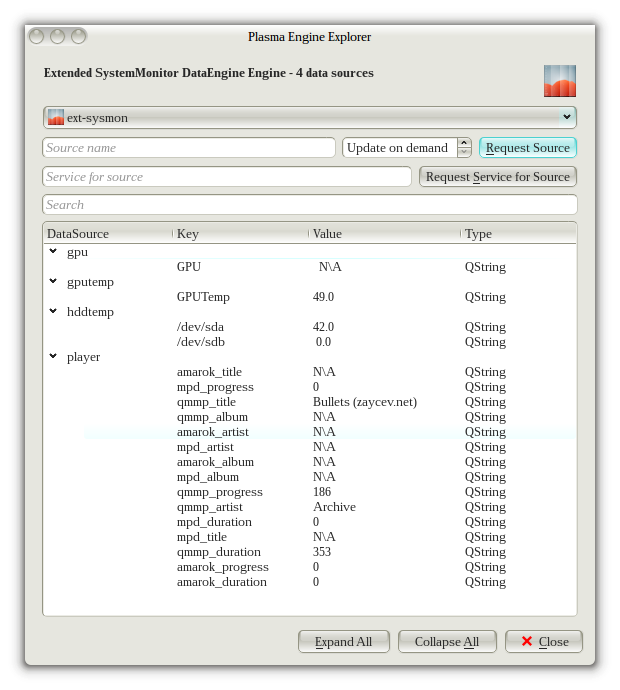 Plasma Engine Explorer
Extended SystemMonitor DataEngine Engine - 4 data sources
ext-sysmon
Source name Update on demand Request Source
Service for source Request Service for Source
Search
DataSource Key Value Type
gpu
GPU N\A QString
gputemp
GPUTemp 49.0 QString
hddtemp
/dev/sda 42.0 QString
/dev/sdb 0.0 QString
player
amarok_title N\A QString
mpd_progress 0 QString
qmmp_title Bullets (zaycev.net) QString
qmmp_album N\A QString
amarok_artist N\A QString
mpd_artist N\A QString
amarok_album N\A QString
mpd_album N\A QString
qmmp_progress 186 QString
qmmp_artist Archive QString
mpd_duration 0 QString
mpd_title N\A QString
qmmp_duration 353 QString
amarok_progress 0 QString
amarok_duration 0 QString
Expand All Collapse All Close